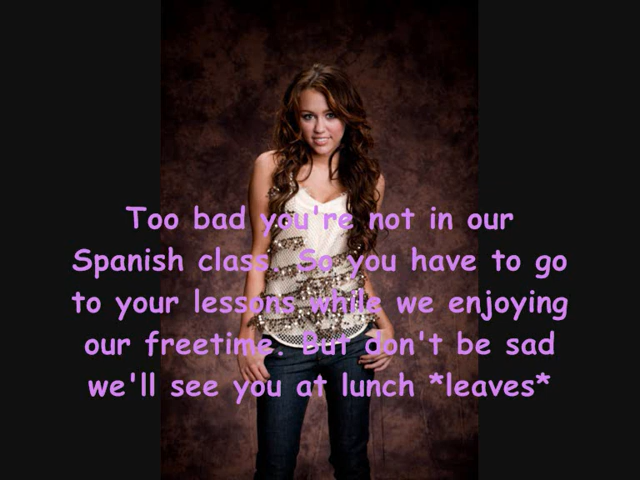 Too bad you're not in our
Spanish class. So you have to go
to your lessons while we enjoying
our freetime. But don't be sad
we'll see you at lunch *leaves*